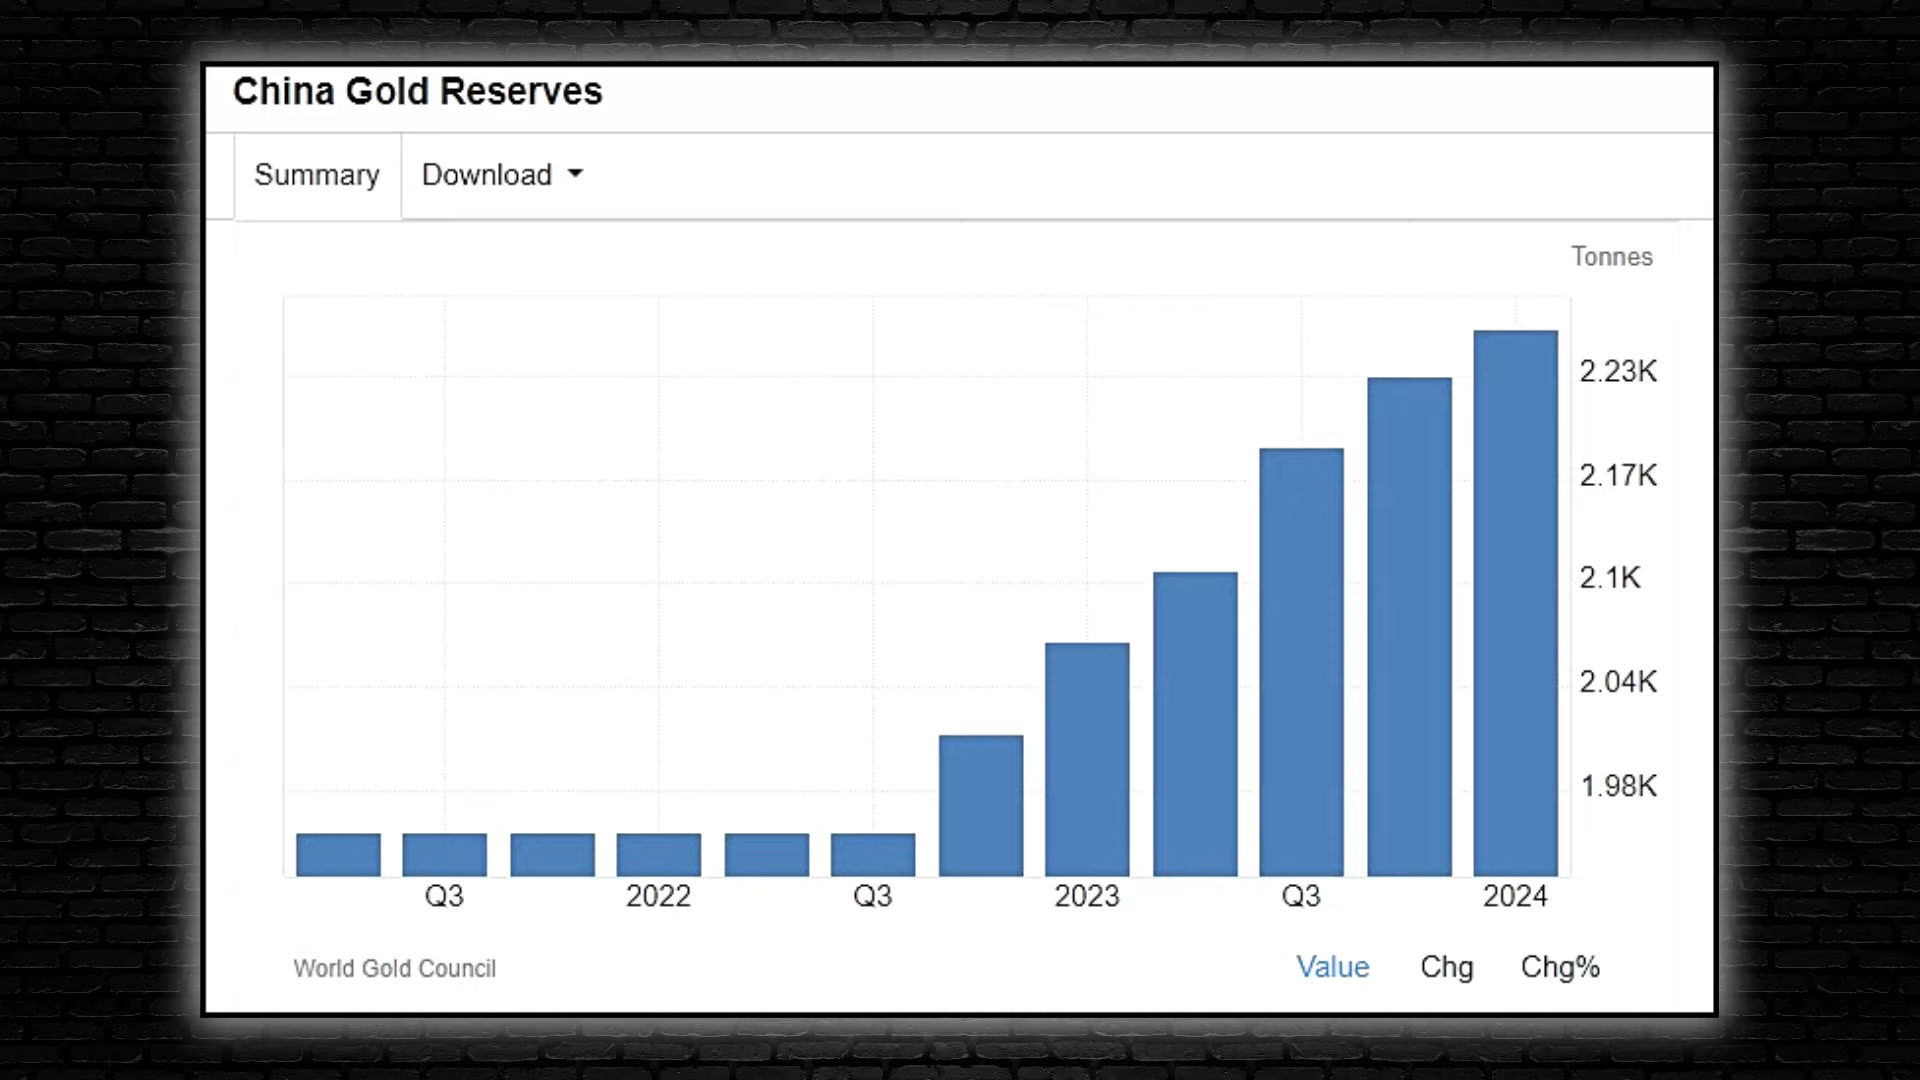 China Gold Reserves
Summary Download
Tonnes
2.23K
2.17K
2.1K
2.04K
1.98K
Q3 2022 Q3 2023 Q3 2024
World Gold Council Value Chg Chg%